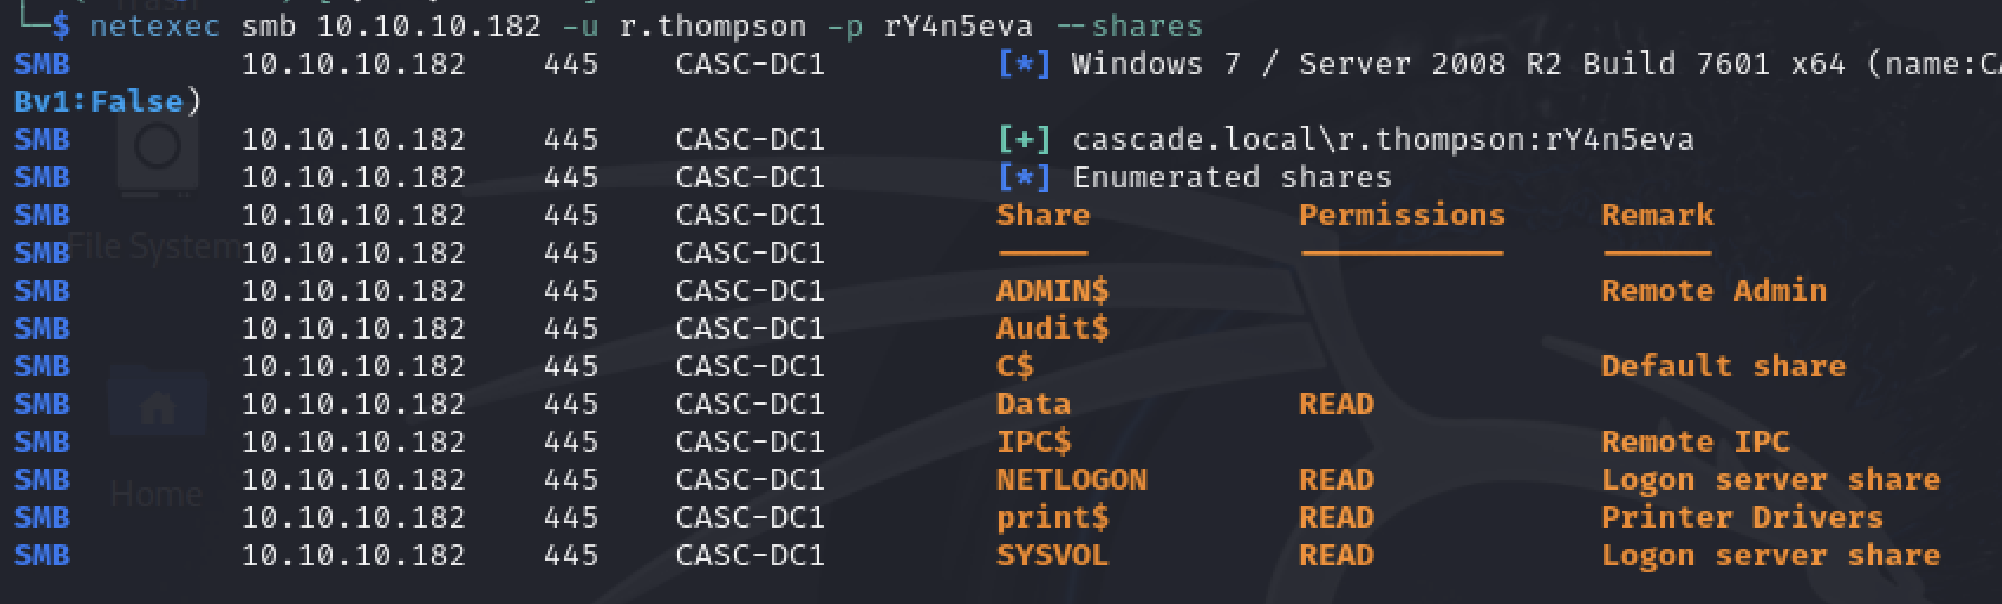 └─$ netexec smb 10.10.10.182 -u r.thompson -p rY4n5eva --shares
SMB 10.10.10.182 445 CASC-DC1 [*] Windows 7 / Server 2008 R2 Build 7601 x64 (name:CA
Bv1:False)
SMB 10.10.10.182 445 CASC-DC1 [+] cascade.local\r.thompson:rY4n5eva
SMB 10.10.10.182 445 CASC-DC1 [*] Enumerated shares
SMB 10.10.10.182 445 CASC-DC1 Share Permissions Remark
File System
SMB 10.10.10.182 445 CASC-DC1 ----- ----------- ------
SMB 10.10.10.182 445 CASC-DC1 ADMIN$ Remote Admin
SMB 10.10.10.182 445 CASC-DC1 Audit$
SMB 10.10.10.182 445 CASC-DC1 C$ Default share
SMB 10.10.10.182 445 CASC-DC1 Data READ
SMB 10.10.10.182 445 CASC-DC1 IPC$ Remote IPC
SMB 10.10.10.182 445 CASC-DC1 NETLOGON READ Logon server share
Home
SMB 10.10.10.182 445 CASC-DC1 print$ READ Printer Drivers
SMB 10.10.10.182 445 CASC-DC1 SYSVOL READ Logon server share